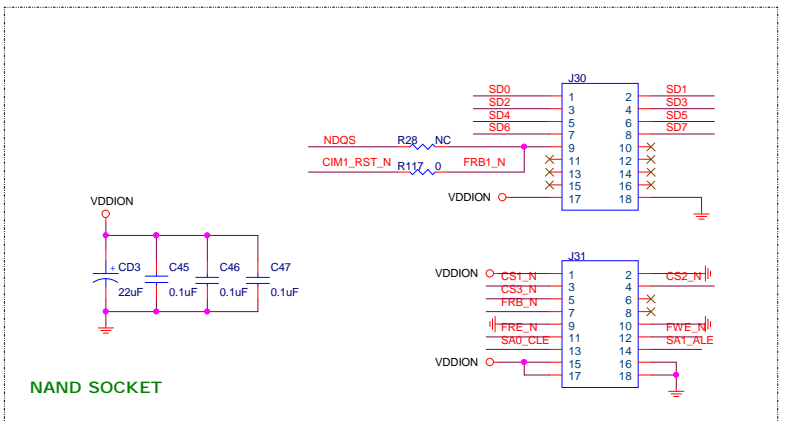 J30
SD0 1 2 SD1
SD2 3 4 SD3
SD4 5 6 SD5
SD6 7 8 SD7
NDQS R28 NC 9 10
11 12
CIM1_RST_N R117 0 FRB1_N 13 14
15 16
VDDION 17 18
VDDION
J31
VDDION 1 2
CS1_N 3 4 CS2_N
CS3_N 5 6
FRB_N 7 8
9 10
FRE_N 11 12 FWE_N
SA0_CLE 13 14 SA1_ALE
VDDION 15 16
17 18
+ CD3 C45 C46 C47
22uF 0.1uF 0.1uF 0.1uF
NAND SOCKET